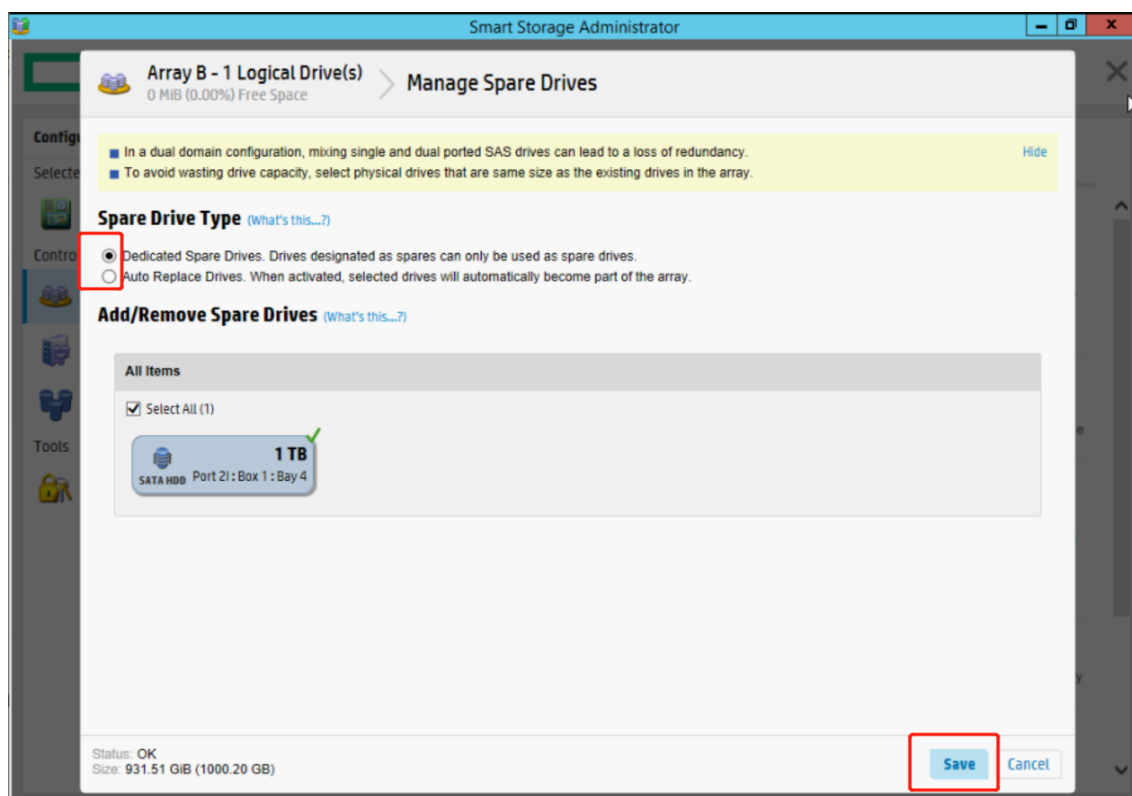 Smart Storage Administrator
Array B - 1 Logical Drive(s)
0 MiB (0.00%) Free Space
Manage Spare Drives
Configu
In a dual domain configuration, mixing single and dual ported SAS drives can lead to a loss of redundancy.
Hide
To avoid wasting drive capacity, select physical drives that are same size as the existing drives in the array.
Selecte
Spare Drive Type (What's this...?)
Contro
Dedicated Spare Drives. Drives designated as spares can only be used as spare drives.
Auto Replace Drives. When activated, selected drives will automatically become part of the array.
Add/Remove Spare Drives (What's this...?)
All Items
Select All (1)
Tools
1 TB
SATA HDD Port 2I : Box 1 : Bay 4
e
y
Status: OK
Size: 931.51 GiB (1000.20 GB)
Save
Cancel